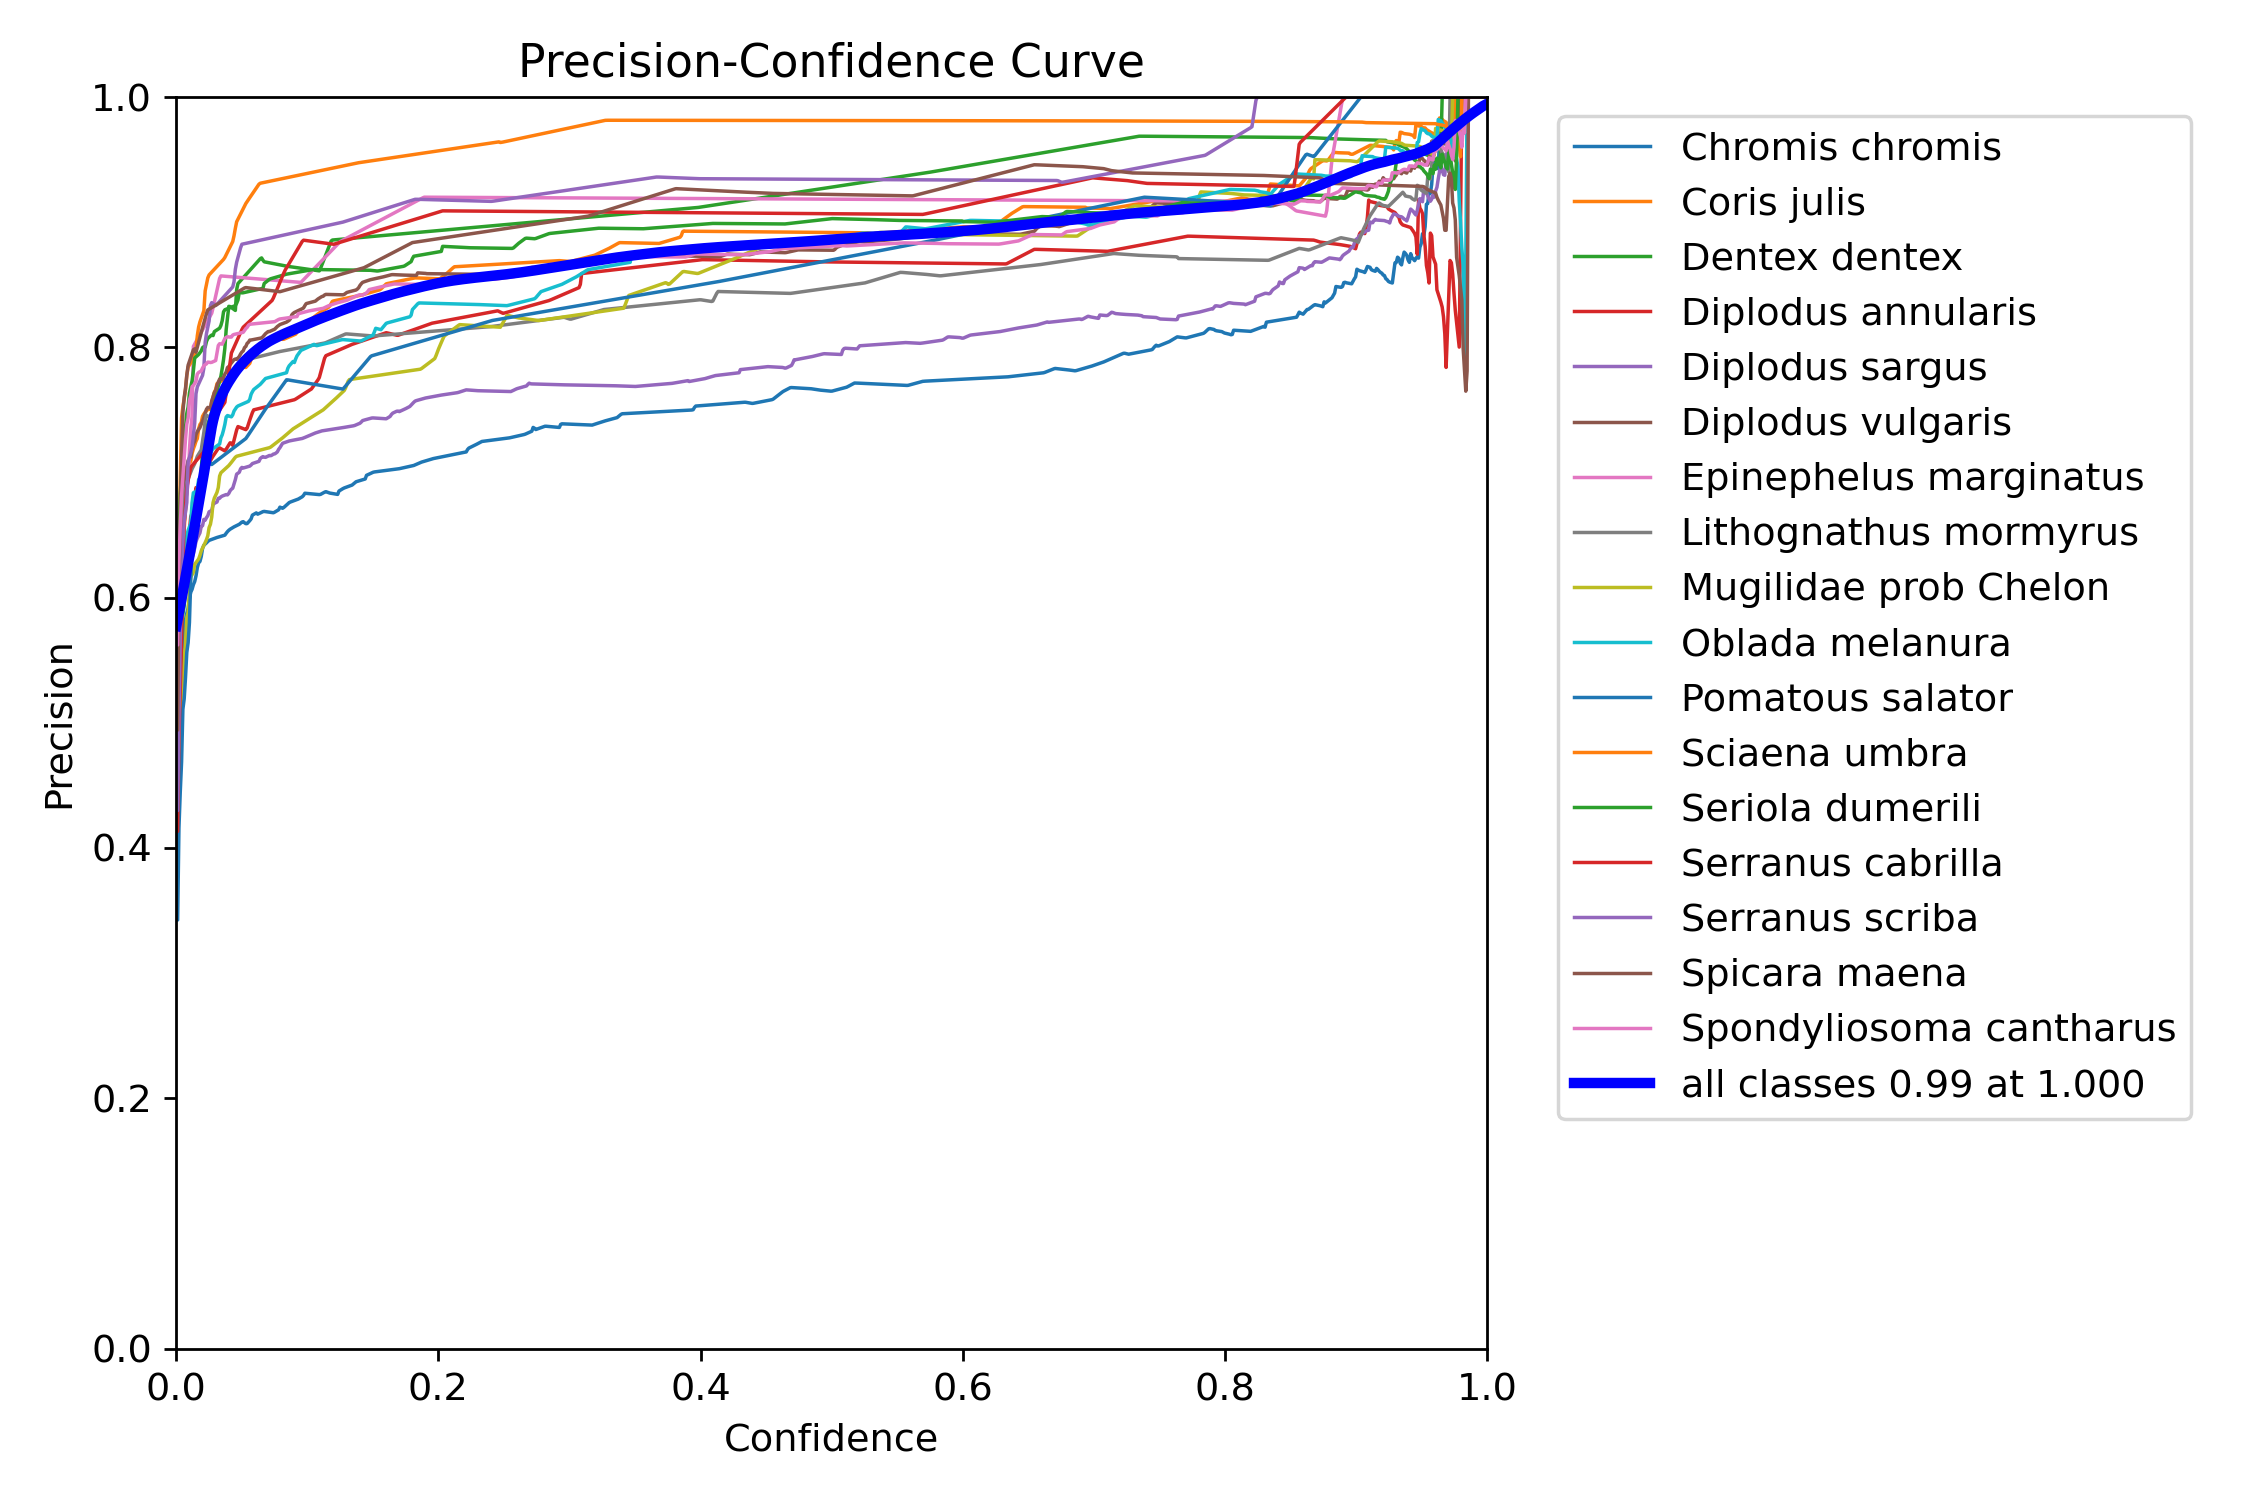 Precision-Confidence Curve
1.0
0.8
0.6
0.4
0.2
0.0
Precision
0.0 0.2 0.4 0.6 0.8 1.0
Confidence
Chromis chromis
Coris julis
Dentex dentex
Diplodus annularis
Diplodus sargus
Diplodus vulgaris
Epinephelus marginatus
Lithognathus mormyrus
Mugilidae prob Chelon
Oblada melanura
Pomatous salator
Sciaena umbra
Seriola dumerili
Serranus cabrilla
Serranus scriba
Spicara maena
Spondyliosoma cantharus
all classes 0.99 at 1.000